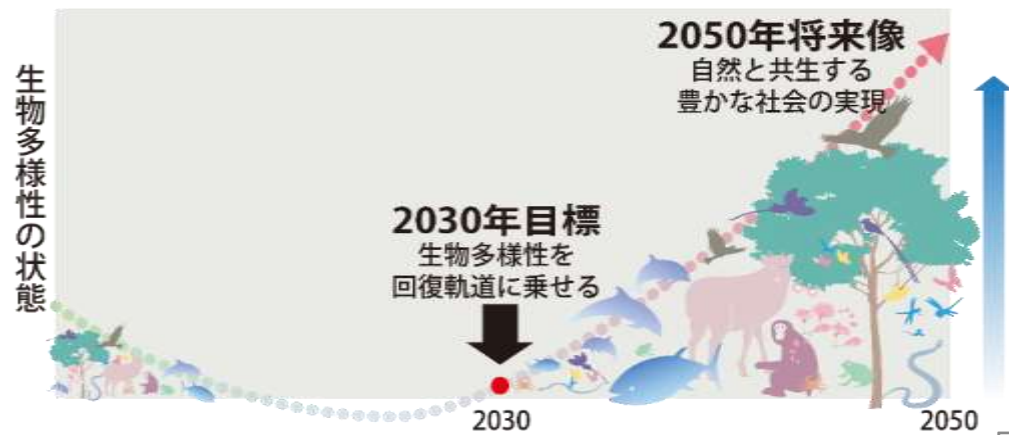 2050年将来像
自然と共生する
豊かな社会の実現
生物多様性の状態
2030年目標
生物多様性を
回復軌道に乗せる
2030
2050